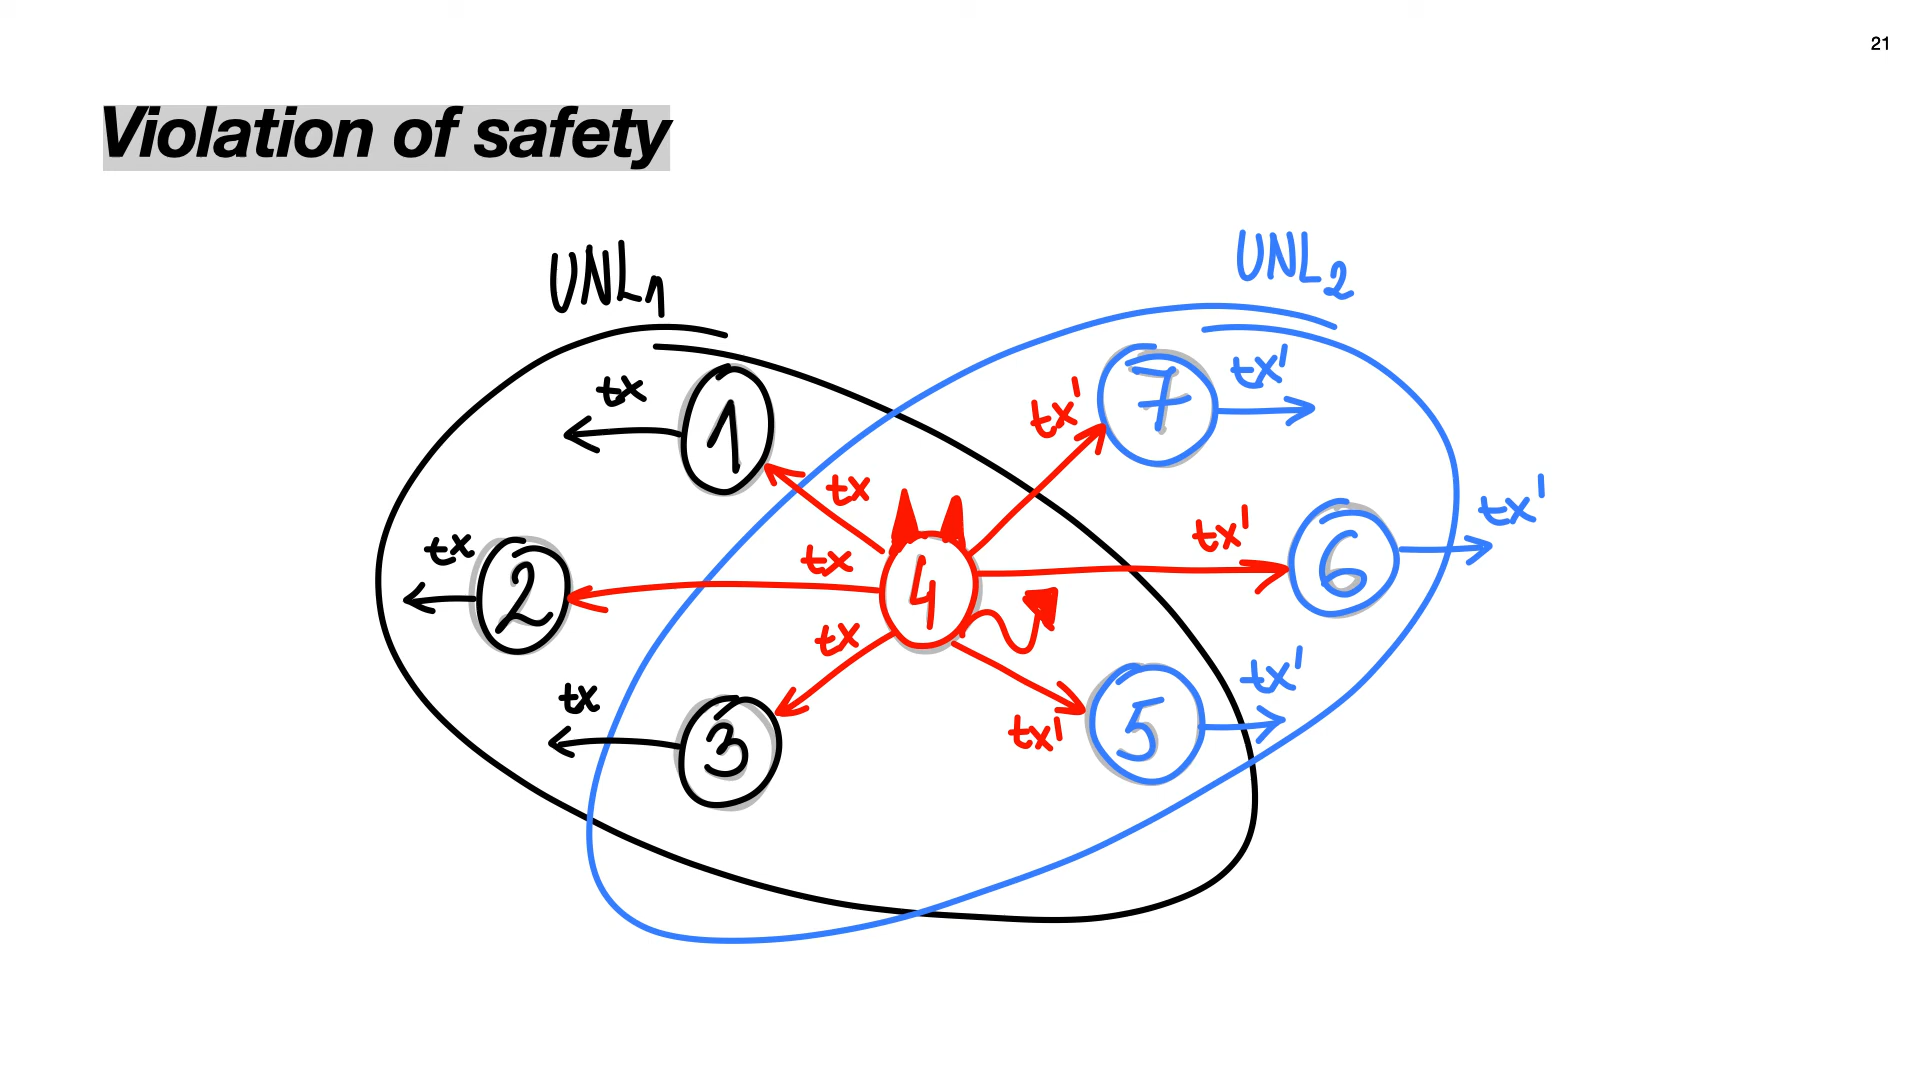 21
Violation of safety
UNL₁
UNL₂
tx
1
7
tx'
tx'
tx
tx'
tx'
tx
2
tx
4
6
tx
tx
3
tx'
5
tx'